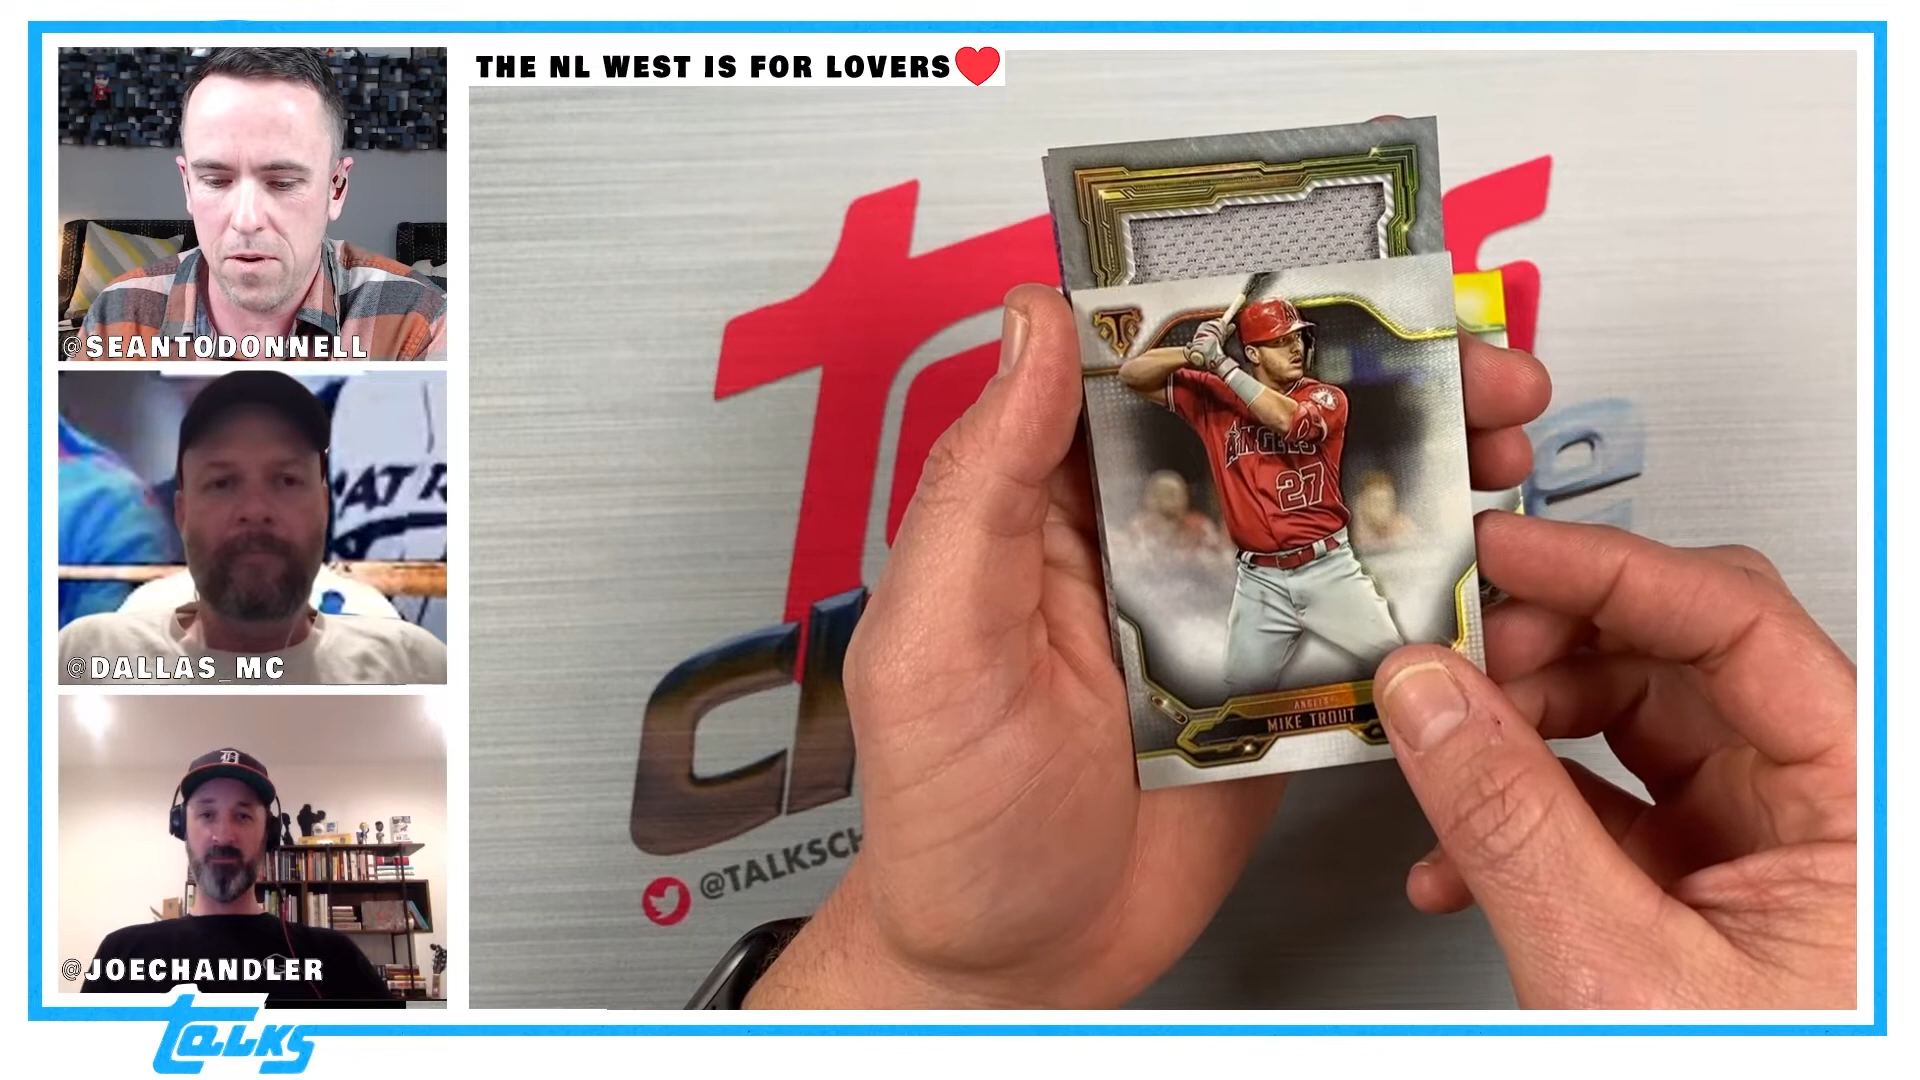 THE NL WEST IS FOR LOVERS
@SEANTODONNELL
@DALLAS_MC
@JOECHANDLER
talks
ANGELS
27
ANGELS
MIKE TROUT
@TALKSCH